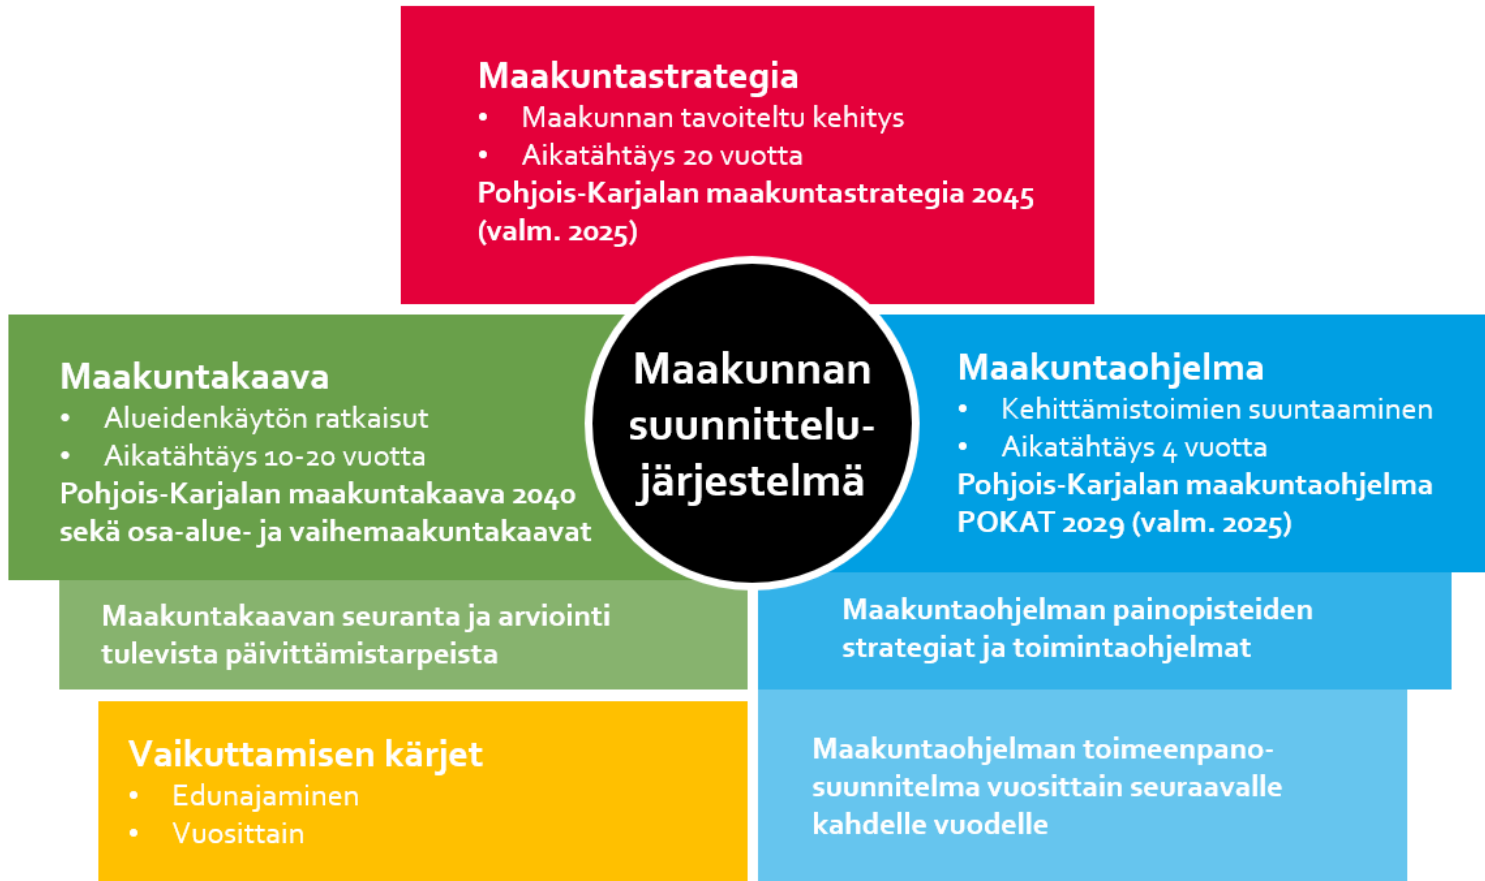 Maakuntastrategia
• Maakunnan tavoiteltu kehitys
• Aikatähtäys 20 vuotta
Pohjois-Karjalan maakuntastrategia 2045
(valm. 2025)
Maakunnan
suunnittelu-
järjestelmä
Maakuntakaava
• Alueidenkäytön ratkaisut
• Aikatähtäys 10-20 vuotta
Pohjois-Karjalan maakuntakaava 2040
sekä osa-alue- ja vaihemaakuntakaavat
Maakuntakaavan seuranta ja arviointi
tulevista päivittämistarpeista
Maakuntaohjelma
• Kehittämistoimien suuntaaminen
• Aikatähtäys 4 vuotta
Pohjois-Karjalan maakuntaohjelma
POKAT 2029 (valm. 2025)
Maakuntaohjelman painopisteiden
strategiat ja toimintaohjelmat
Vaikuttamisen kärjet
• Edunajaminen
• Vuosittain
Maakuntaohjelman toimeenpano-
suunnitelma vuosittain seuraavalle
kahdelle vuodelle